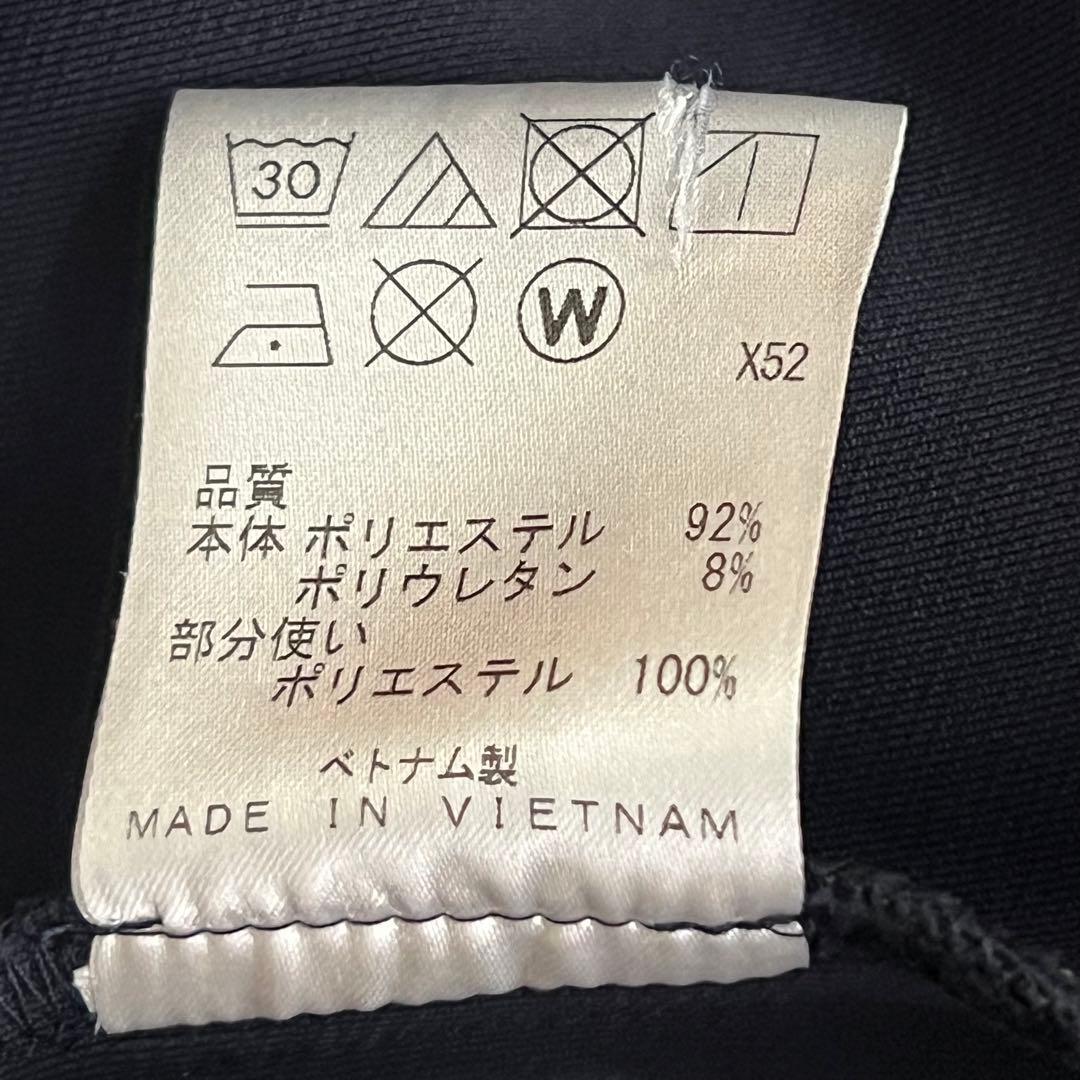 30
W
X52
品質
本体 ポリエステル 92%
ポリウレタン 8%
部分使い
ポリエステル 100%
ベトナム製
MADE IN VIETNAM